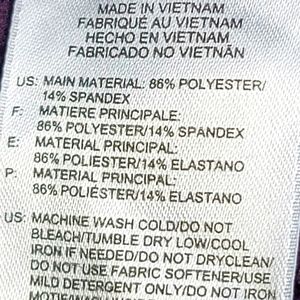 MADE IN VIETNAM
FABRIQUÉ AU VIETNAM
HECHO EN VIETNAM
FABRICADO NO VIETNÃN
US: MAIN MATERIAL: 86% POLYESTER/
14% SPANDEX
F: MATIERE PRINCIPALE:
86% POLYESTER/14% SPANDEX
E: MATERIAL PRINCIPAL:
86% POLIESTER/14% ELASTANO
P: MATERIAL PRINCIPAL:
86% POLIÉSTER/14% ELASTANO
US: MACHINE WASH COLD/DO NOT
BLEACH/TUMBLE DRY LOW/COOL
IRON IF NEEDED/DO NOT DRYCLEAN/
DO NOT USE FABRIC SOFTENER/USE
MILD DETERGENT ONLY/DO NOT IRON